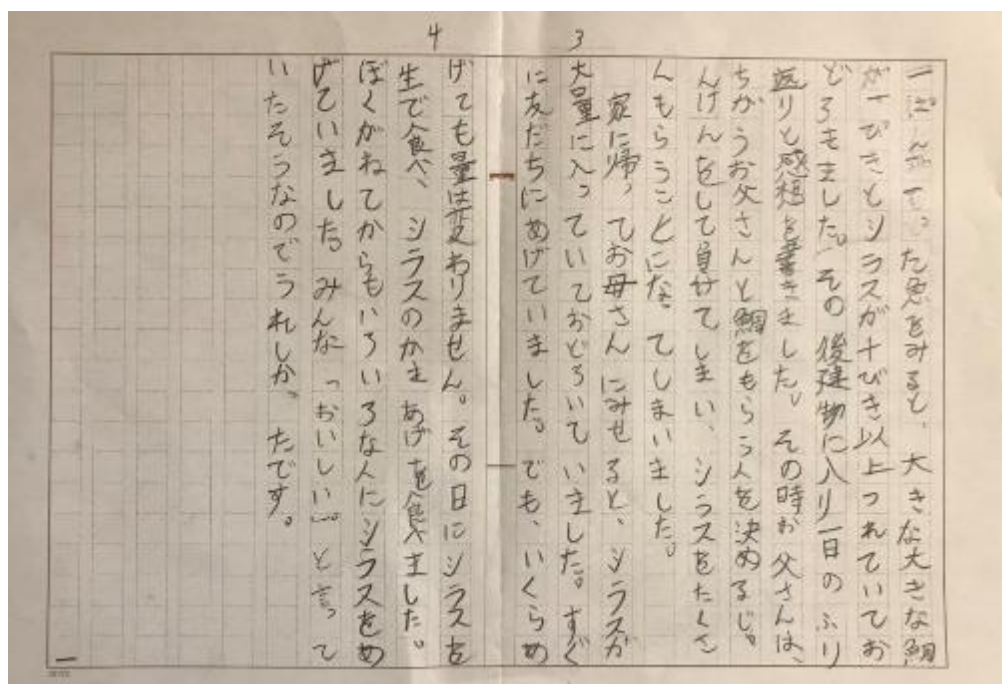 3
った魚をみると、大きな大きな鯛
が一ぴきとシラスが十ぴき以上つれていてお
どろきました。その後建物に入り一日のふり
返りと感想を書きました。その時お父さんは、
ちがうお父さんと鯛をもらう人を決めるじゃ
んけんをして負けてしまい、シラスをたくさ
んもらうことになってしまいました。
家に帰ってお母さんにみせると、シラスが
大量に入っていておどろいていました。すぐ
に友だちにあげていました。でも、いくらあ
4
げても量は変わりません。その日にシラスを
生で食べ、シラスのかまあげを食べました。
ぼくがねてからもいろいろな人にシラスをあ
げていました。みんな「おいしい」。と言って
いたそうなのでうれしかったです。